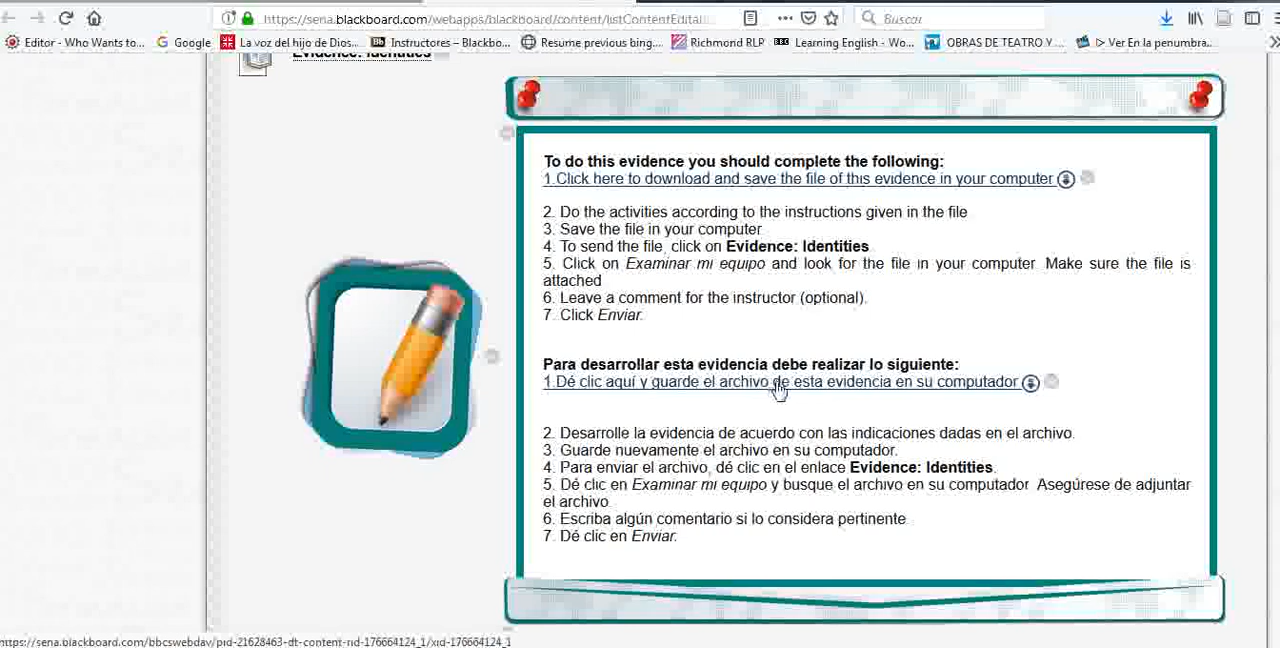 https://sena.blackboard.com/webapps/blackboard/content/listContentEditabl
Buscar
Editor - Who Wants to...
Google
La voz del hijo de Dios...
Bb Instructores – Blackbo...
Resume previous bing....
Richmond RLP
BBC Learning English - Wo...
OBRAS DE TEATRO Y ...
▷ Ver En la penumbra...
Evidence: Identities
To do this evidence you should complete the following:
1.Click here to download and save the file of this evidence in your computer
2. Do the activities according to the instructions given in the file
3. Save the file in your computer
4. To send the file, click on Evidence: Identities
5. Click on Examinar mi equipo and look for the file in your computer. Make sure the file is
attached
6. Leave a comment for the instructor (optional).
7. Click Enviar.
Para desarrollar esta evidencia debe realizar lo siguiente:
1.Dé clic aquí y guarde el archivo de esta evidencia en su computador
2. Desarrolle la evidencia de acuerdo con las indicaciones dadas en el archivo.
3. Guarde nuevamente el archivo en su computador.
4. Para enviar el archivo, dé clic en el enlace Evidence: Identities.
5. Dé clic en Examinar mi equipo y busque el archivo en su computador. Asegúrese de adjuntar
el archivo.
6. Escriba algún comentario si lo considera pertinente.
7. Dé clic en Enviar.
https://sena.blackboard.com/bbcswebdav/pid-21628463-dt-content-rid-176664124_1/xid-176664124_1